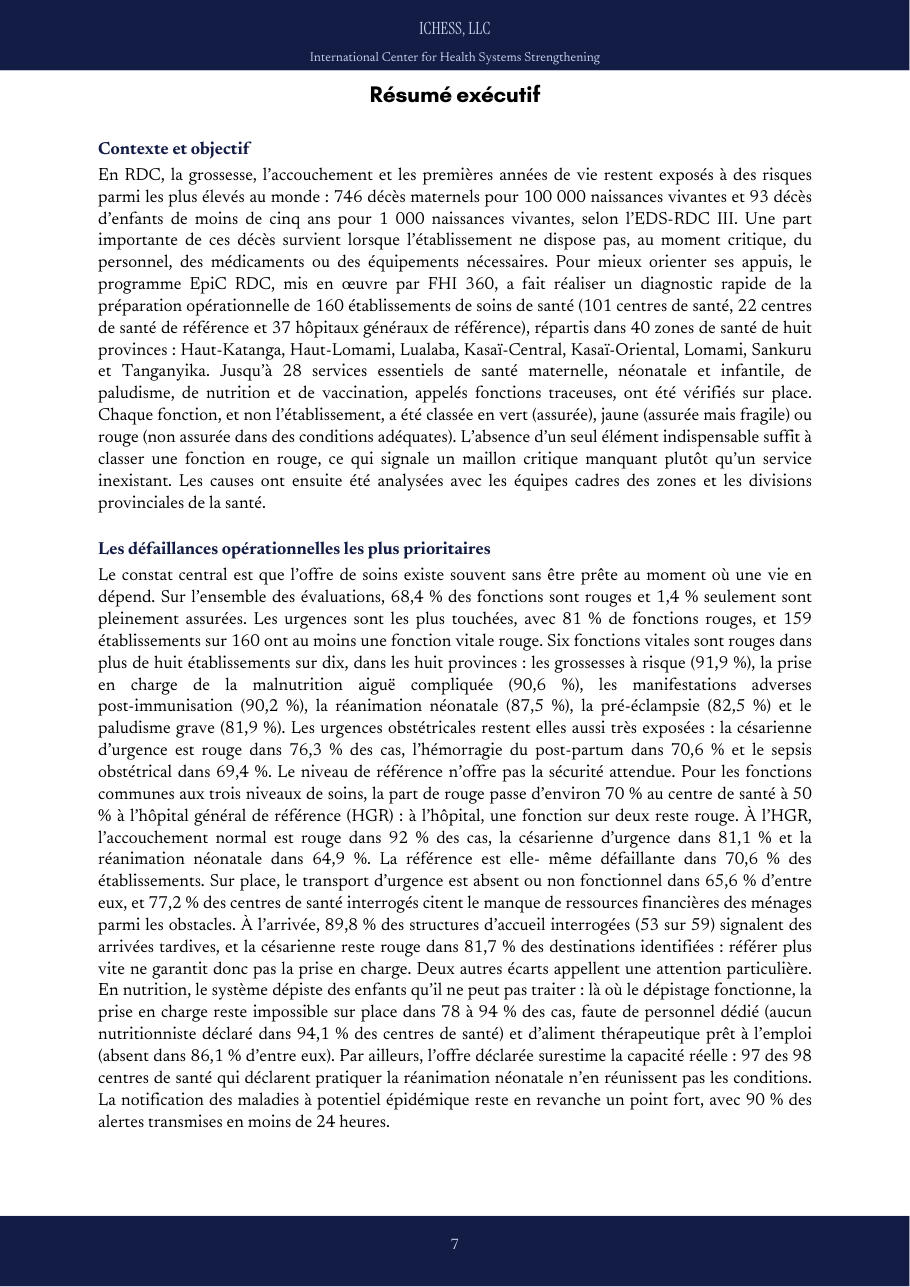 ICHESS, LLC
International Center for Health Systems Strengthening
Résumé exécutif
Contexte et objectif
En RDC, la grossesse, l’accouchement et les premières années de vie restent exposés à des risques
parmi les plus élevés au monde : 746 décès maternels pour 100 000 naissances vivantes et 93 décès
d’enfants de moins de cinq ans pour 1 000 naissances vivantes, selon l’EDS-RDC III. Une part
importante de ces décès survient lorsque l’établissement ne dispose pas, au moment critique, du
personnel, des médicaments ou des équipements nécessaires. Pour mieux orienter ses appuis, le
programme EpiC RDC, mis en œuvre par FHI 360, a fait réaliser un diagnostic rapide de la
préparation opérationnelle de 160 établissements de soins de santé (101 centres de santé, 22 centres
de santé de référence et 37 hôpitaux généraux de référence), répartis dans 40 zones de santé de huit
provinces : Haut-Katanga, Haut-Lomami, Lualaba, Kasaï-Central, Kasaï-Oriental, Lomami, Sankuru
et Tanganyika. Jusqu’à 28 services essentiels de santé maternelle, néonatale et infantile, de
paludisme, de nutrition et de vaccination, appelés fonctions traceuses, ont été vérifiés sur place.
Chaque fonction, et non l’établissement, a été classée en vert (assurée), jaune (assurée mais fragile) ou
rouge (non assurée dans des conditions adéquates). L’absence d’un seul élément indispensable suffit à
classer une fonction en rouge, ce qui signale un maillon critique manquant plutôt qu’un service
inexistant. Les causes ont ensuite été analysées avec les équipes cadres des zones et les divisions
provinciales de la santé.
Les défaillances opérationnelles les plus prioritaires
Le constat central est que l’offre de soins existe souvent sans être prête au moment où une vie en
dépend. Sur l’ensemble des évaluations, 68,4 % des fonctions sont rouges et 1,4 % seulement sont
pleinement assurées. Les urgences sont les plus touchées, avec 81 % de fonctions rouges, et 159
établissements sur 160 ont au moins une fonction vitale rouge. Six fonctions vitales sont rouges dans
plus de huit établissements sur dix, dans les huit provinces : les grossesses à risque (91,9 %), la prise
en charge de la malnutrition aiguë compliquée (90,6 %), les manifestations adverses
post-immunisation (90,2 %), la réanimation néonatale (87,5 %), la pré-éclampsie (82,5 %) et le
paludisme grave (81,9 %). Les urgences obstétricales restent elles aussi très exposées : la césarienne
d’urgence est rouge dans 76,3 % des cas, l’hémorragie du post-partum dans 70,6 % et le sepsis
obstétrical dans 69,4 %. Le niveau de référence n’offre pas la sécurité attendue. Pour les fonctions
communes aux trois niveaux de soins, la part de rouge passe d’environ 70 % au centre de santé à 50
% à l’hôpital général de référence (HGR) : à l’hôpital, une fonction sur deux reste rouge. À l’HGR,
l’accouchement normal est rouge dans 92 % des cas, la césarienne d’urgence dans 81,1 % et la
réanimation néonatale dans 64,9 %. La référence est elle- même défaillante dans 70,6 % des
établissements. Sur place, le transport d’urgence est absent ou non fonctionnel dans 65,6 % d’entre
eux, et 77,2 % des centres de santé interrogés citent le manque de ressources financières des ménages
parmi les obstacles. À l’arrivée, 89,8 % des structures d’accueil interrogées (53 sur 59) signalent des
arrivées tardives, et la césarienne reste rouge dans 81,7 % des destinations identifiées : référer plus
vite ne garantit donc pas la prise en charge. Deux autres écarts appellent une attention particulière.
En nutrition, le système dépiste des enfants qu’il ne peut pas traiter : là où le dépistage fonctionne, la
prise en charge reste impossible sur place dans 78 à 94 % des cas, faute de personnel dédié (aucun
nutritionniste déclaré dans 94,1 % des centres de santé) et d’aliment thérapeutique prêt à l’emploi
(absent dans 86,1 % d’entre eux). Par ailleurs, l’offre déclarée surestime la capacité réelle : 97 des 98
centres de santé qui déclarent pratiquer la réanimation néonatale n’en réunissent pas les conditions.
La notification des maladies à potentiel épidémique reste en revanche un point fort, avec 90 % des
alertes transmises en moins de 24 heures.
7